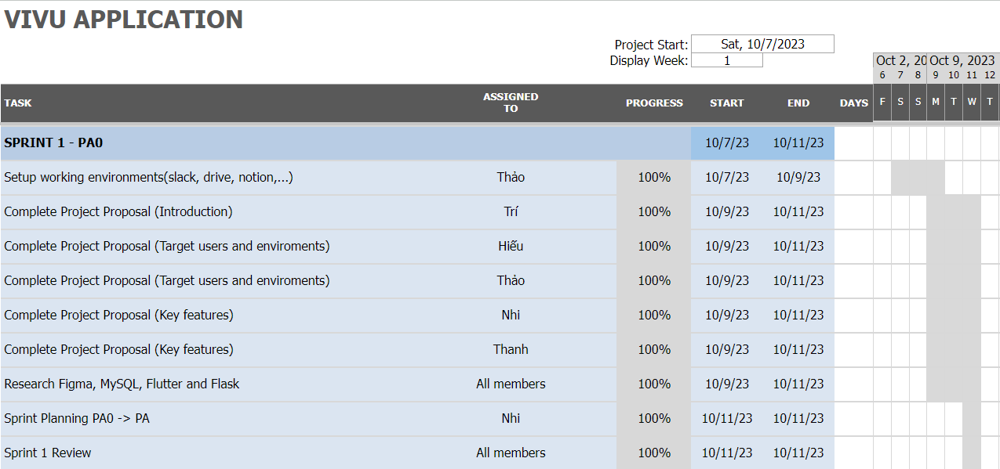 VIVU APPLICATION
Project Start: Sat, 10/7/2023
Display Week: 1
Oct 2, 20 Oct 9, 2023
6 7 8 9 10 11 12
TASK ASSIGNED TO PROGRESS START END DAYS F S S M T W T
SPRINT 1 - PA0 10/7/23 10/11/23
Setup working environments(slack, drive, notion,...) Thảo 100% 10/7/23 10/9/23
Complete Project Proposal (Introduction) Trí 100% 10/9/23 10/11/23
Complete Project Proposal (Target users and enviroments) Hiếu 100% 10/9/23 10/11/23
Complete Project Proposal (Target users and enviroments) Thảo 100% 10/9/23 10/11/23
Complete Project Proposal (Key features) Nhi 100% 10/9/23 10/11/23
Complete Project Proposal (Key features) Thanh 100% 10/9/23 10/11/23
Research Figma, MySQL, Flutter and Flask All members 100% 10/9/23 10/11/23
Sprint Planning PA0 -> PA Nhi 100% 10/11/23 10/11/23
Sprint 1 Review All members 100% 10/11/23 10/11/23